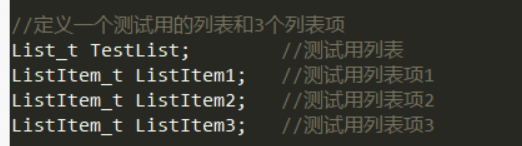 //定义一个测试用的列表和3个列表项
List_t TestList; //测试用列表
ListItem_t ListItem1; //测试用列表项1
ListItem_t ListItem2; //测试用列表项2
ListItem_t ListItem3; //测试用列表项3